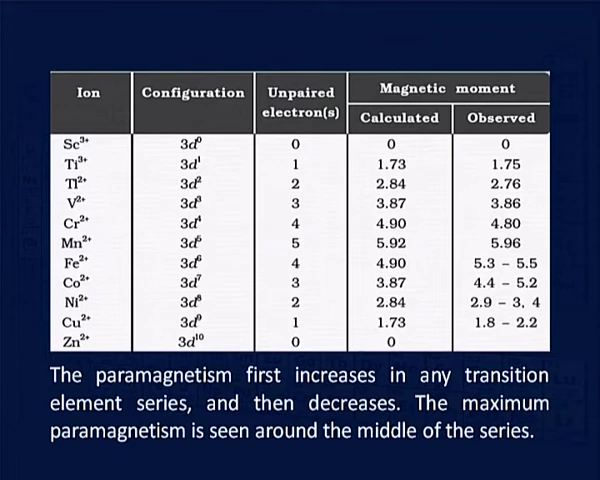 Ion Configuration Unpaired electron(s) Magnetic moment
Calculated Observed
Sc³⁺ 3d⁰ 0 0 0
Ti³⁺ 3d¹ 1 1.73 1.75
Tl²⁺ 3d² 2 2.84 2.76
V²⁺ 3d³ 3 3.87 3.86
Cr²⁺ 3d⁴ 4 4.90 4.80
Mn²⁺ 3d⁵ 5 5.92 5.96
Fe²⁺ 3d⁶ 4 4.90 5.3 – 5.5
Co²⁺ 3d⁷ 3 3.87 4.4 – 5.2
Ni²⁺ 3d⁸ 2 2.84 2.9 – 3, 4
Cu²⁺ 3d⁹ 1 1.73 1.8 – 2.2
Zn²⁺ 3d¹⁰ 0 0
The paramagnetism first increases in any transition
element series, and then decreases. The maximum
paramagnetism is seen around the middle of the series.